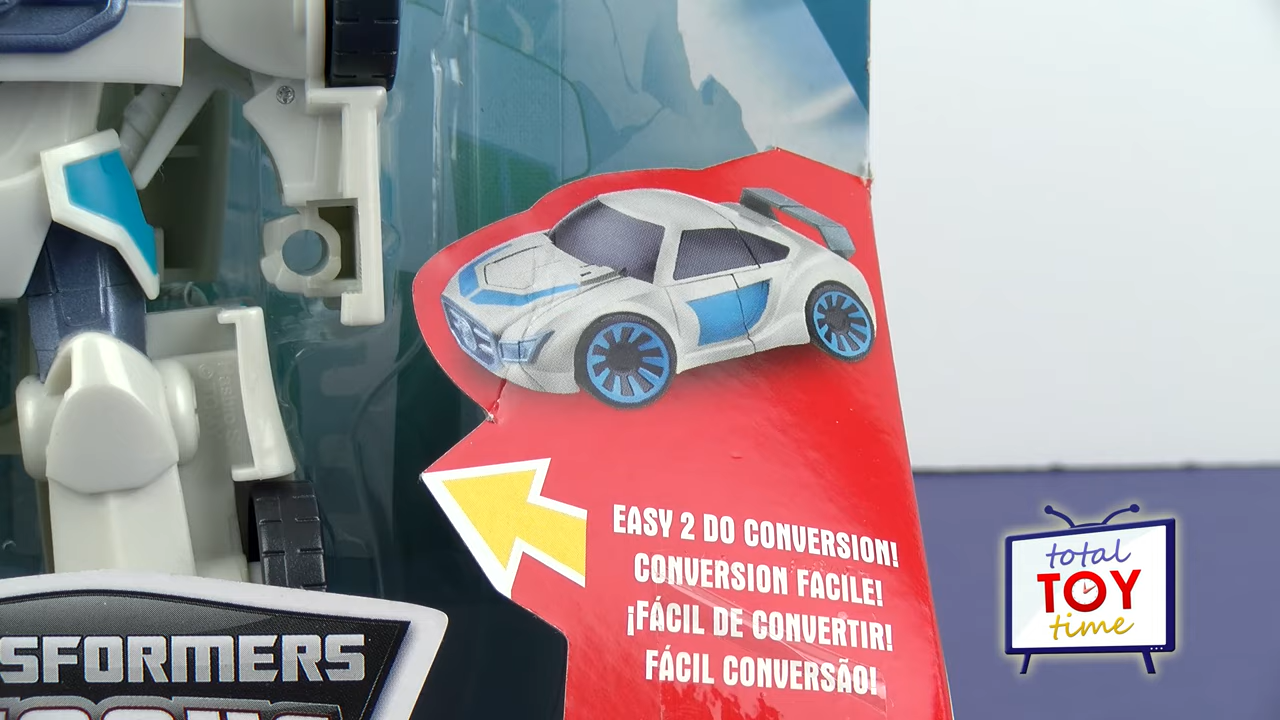 EASY 2 DO CONVERSION!
CONVERSION FACILE!
¡FÁCIL DE CONVERTIR!
FÁCIL CONVERSÃO!
SFORMERS
total
TOY
time